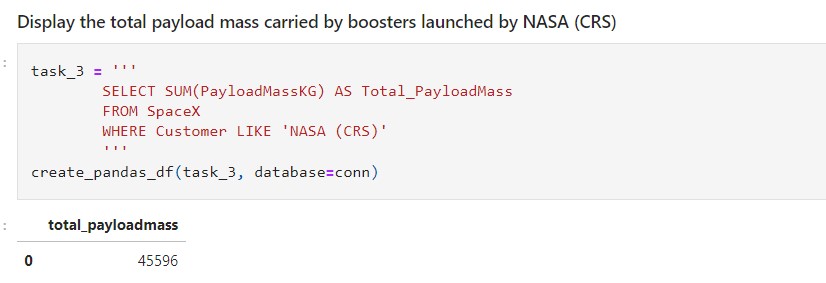 Display the total payload mass carried by boosters launched by NASA (CRS)
:
task_3 = '''
SELECT SUM(PayloadMassKG) AS Total_PayloadMass
FROM SpaceX
WHERE Customer LIKE 'NASA (CRS)'
'''
create_pandas_df(task_3, database=conn)
:
total_payloadmass
0 45596